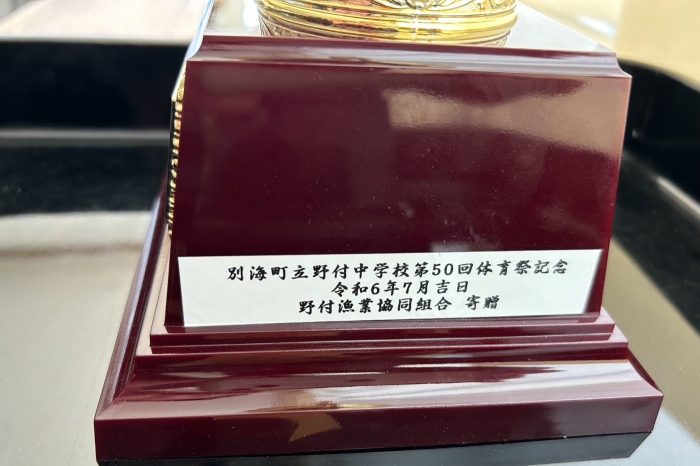 別海町立野付中学校第50回体育祭記念
令和6年7月吉日
野付漁業協同組合 寄贈